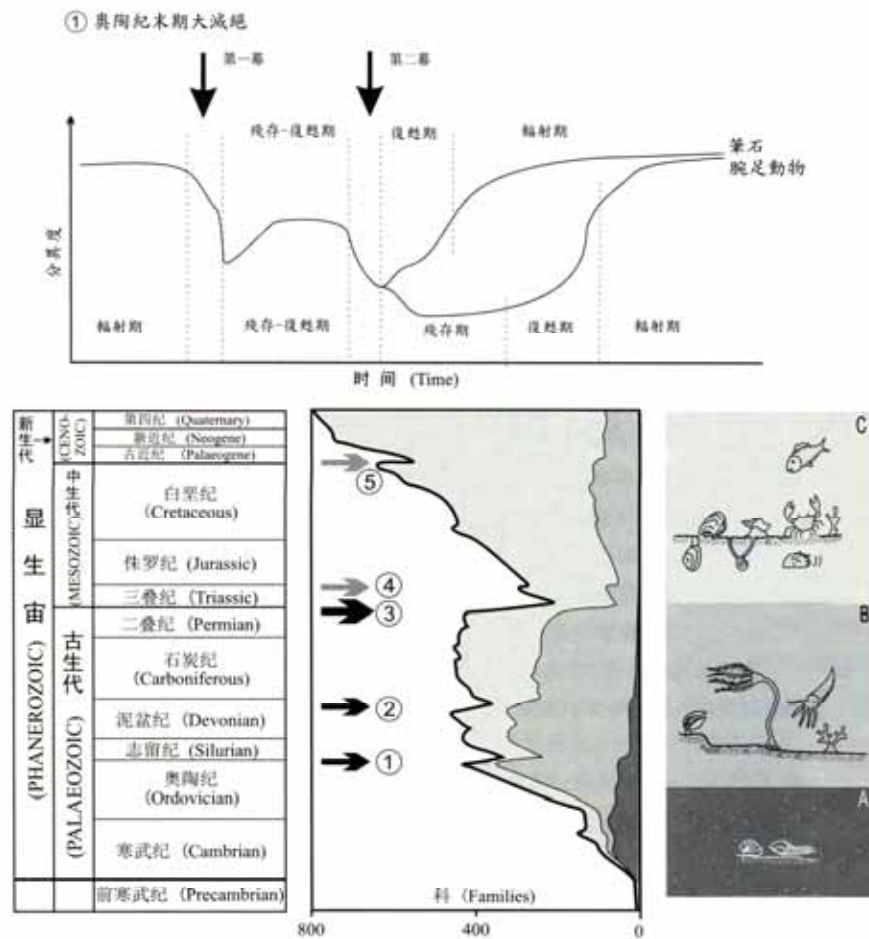 ① 奧陶紀末期大滅絕
第一幕
第二幕
殘存-復甦期
復甦期
輻射期
筆石
腕足動物
分異度
輻射期
殘存-復甦期
殘存期
復甦期
輻射期
时间 (Time)
新生代
(CENO-
ZOIC)
第四纪 (Quaternary)
新近纪 (Neogene)
古近纪 (Palaeogene)
显生宙 (PHANEROZOIC)
中生代 (MESOZOIC)
白垩纪
(Cretaceous)
侏罗纪 (Jurassic)
三叠纪 (Triassic)
古生代 (PALAEOZOIC)
二叠纪 (Permian)
石炭纪
(Carboniferous)
泥盆纪 (Devonian)
志留纪 (Silurian)
奥陶纪
(Ordovician)
寒武纪 (Cambrian)
前寒武纪 (Precambrian)
⑤
④
③
②
①
科 (Families)
800
400
0
C
B
A